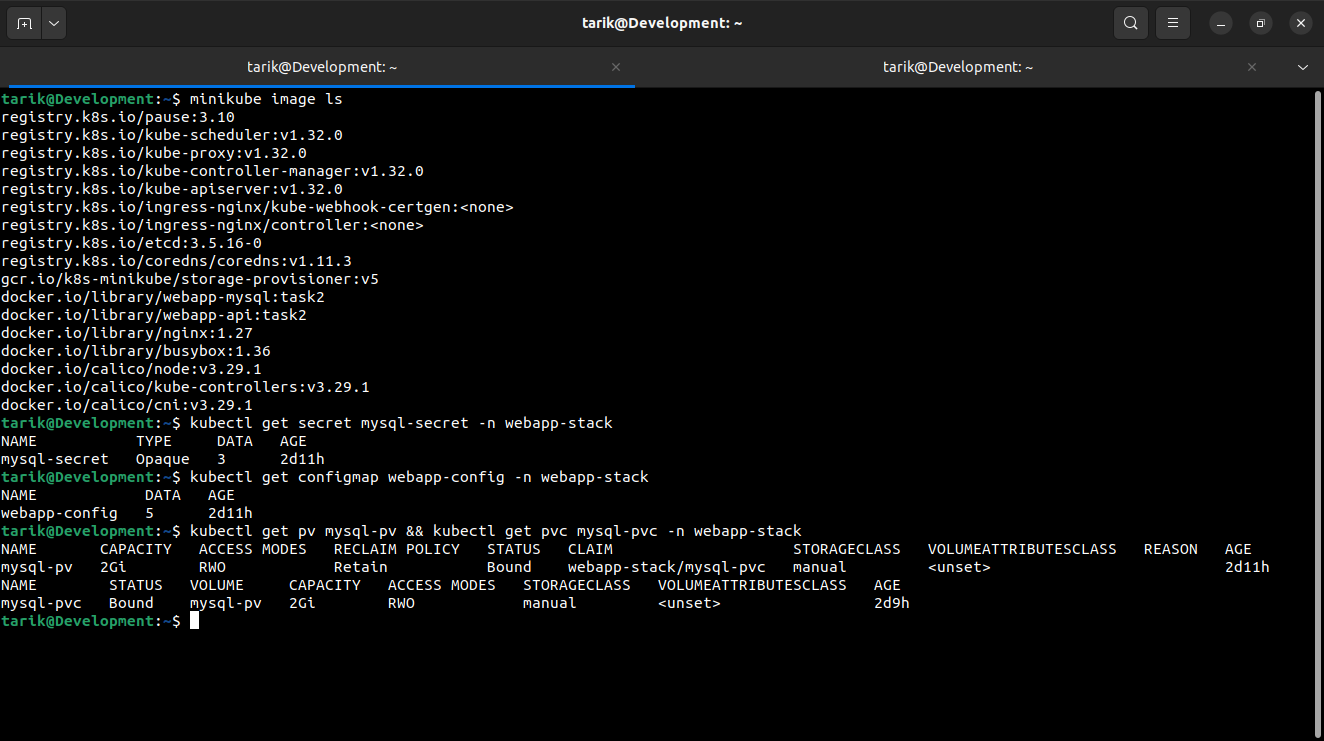 tarik@Development: ~
tarik@Development: ~
tarik@Development: ~
tarik@Development:~$ minikube image ls
registry.k8s.io/pause:3.10
registry.k8s.io/kube-scheduler:v1.32.0
registry.k8s.io/kube-proxy:v1.32.0
registry.k8s.io/kube-controller-manager:v1.32.0
registry.k8s.io/kube-apiserver:v1.32.0
registry.k8s.io/ingress-nginx/kube-webhook-certgen:<none>
registry.k8s.io/ingress-nginx/controller:<none>
registry.k8s.io/etcd:3.5.16-0
registry.k8s.io/coredns/coredns:v1.11.3
gcr.io/k8s-minikube/storage-provisioner:v5
docker.io/library/webapp-mysql:task2
docker.io/library/webapp-api:task2
docker.io/library/nginx:1.27
docker.io/library/busybox:1.36
docker.io/calico/node:v3.29.1
docker.io/calico/kube-controllers:v3.29.1
docker.io/calico/cni:v3.29.1
tarik@Development:~$ kubectl get secret mysql-secret -n webapp-stack
NAME           TYPE     DATA   AGE
mysql-secret   Opaque   3      2d11h
tarik@Development:~$ kubectl get configmap webapp-config -n webapp-stack
NAME            DATA   AGE
webapp-config   5      2d11h
tarik@Development:~$ kubectl get pv mysql-pv && kubectl get pvc mysql-pvc -n webapp-stack
NAME       CAPACITY   ACCESS MODES   RECLAIM POLICY   STATUS   CLAIM                    STORAGECLASS   VOLUMEATTRIBUTESCLASS   REASON   AGE
mysql-pv   2Gi        RWO            Retain           Bound    webapp-stack/mysql-pvc   manual         <unset>                          2d11h
NAME        STATUS   VOLUME     CAPACITY   ACCESS MODES   STORAGECLASS   VOLUMEATTRIBUTESCLASS   AGE
mysql-pvc   Bound    mysql-pv   2Gi        RWO            manual         <unset>                 2d9h
tarik@Development:~$